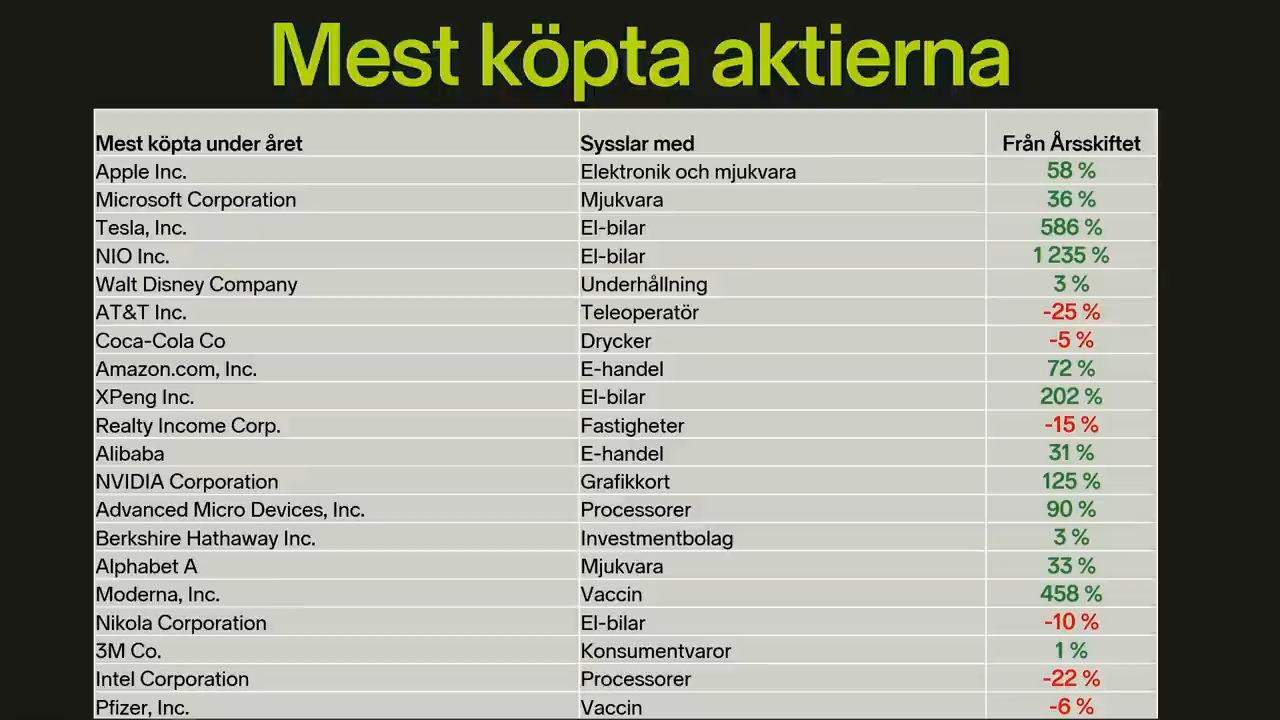 Mest köpta aktierna
Mest köpta under året Sysslar med Från Årsskiftet
Apple Inc. Elektronik och mjukvara 58 %
Microsoft Corporation Mjukvara 36 %
Tesla, Inc. El-bilar 586 %
NIO Inc. El-bilar 1 235 %
Walt Disney Company Underhållning 3 %
AT&T Inc. Teleoperatör -25 %
Coca-Cola Co Drycker -5 %
Amazon.com, Inc. E-handel 72 %
XPeng Inc. El-bilar 202 %
Realty Income Corp. Fastigheter -15 %
Alibaba E-handel 31 %
NVIDIA Corporation Grafikkort 125 %
Advanced Micro Devices, Inc. Processorer 90 %
Berkshire Hathaway Inc. Investmentbolag 3 %
Alphabet A Mjukvara 33 %
Moderna, Inc. Vaccin 458 %
Nikola Corporation El-bilar -10 %
3M Co. Konsumentvaror 1 %
Intel Corporation Processorer -22 %
Pfizer, Inc. Vaccin -6 %